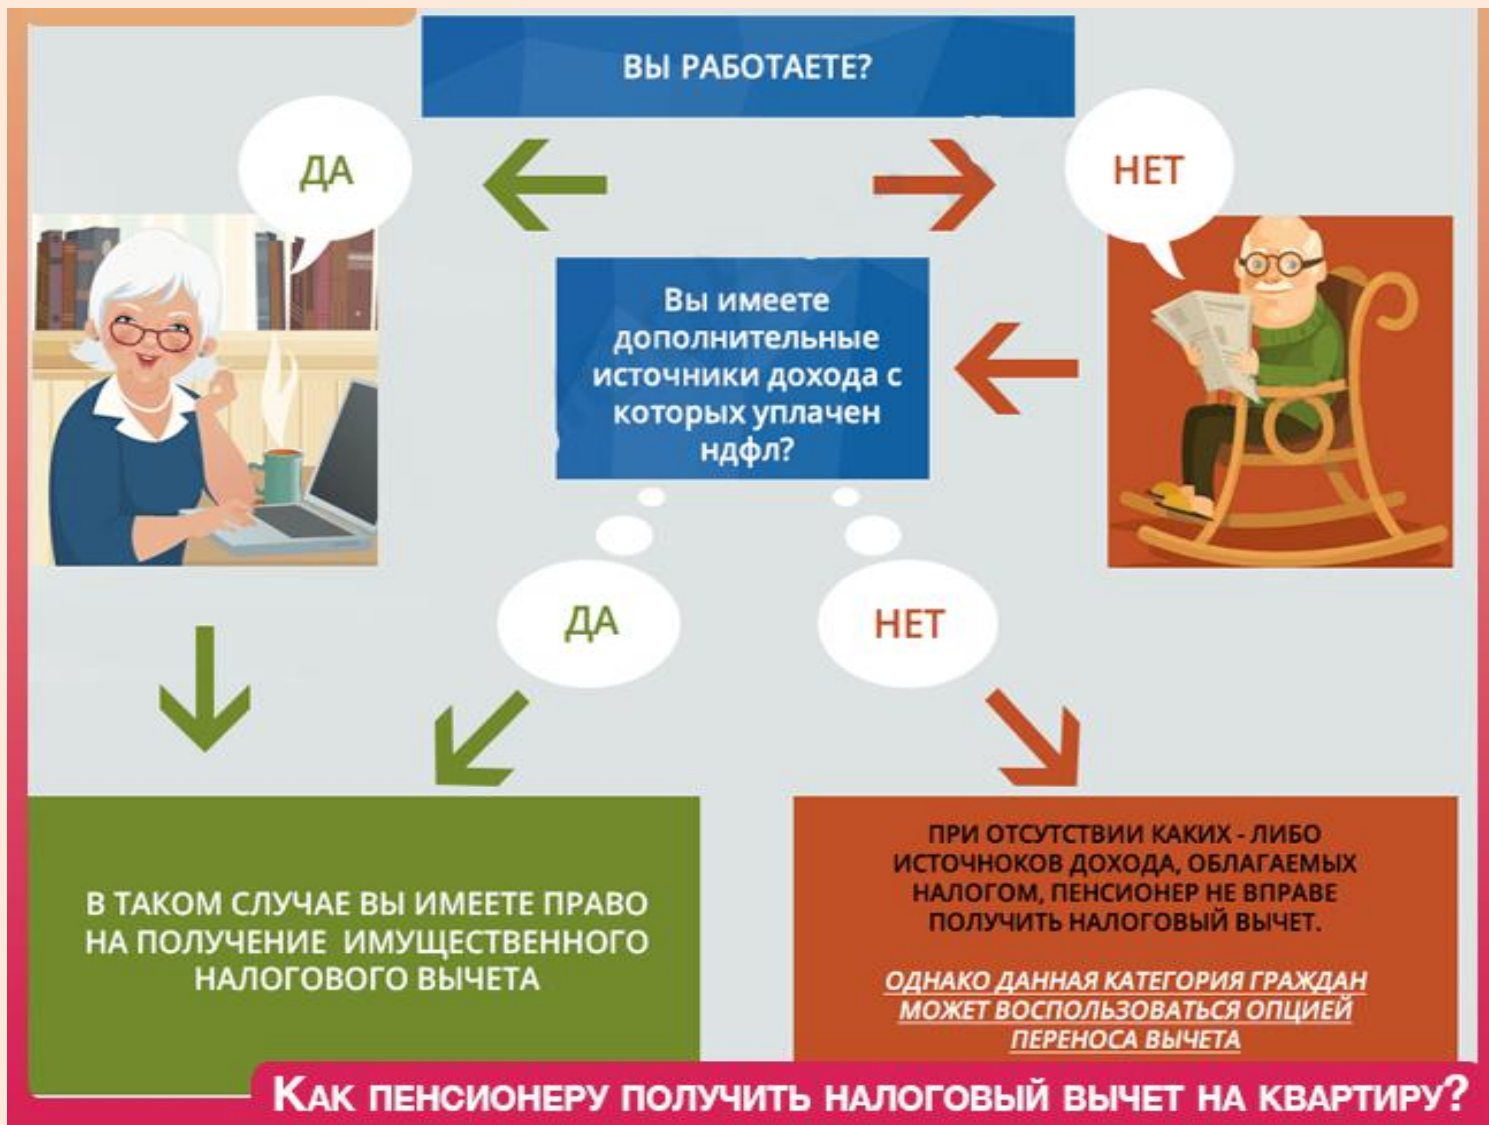 ВЫ РАБОТАЕТЕ?
ДА
НЕТ
Вы имеете
дополнительные
источники дохода с
которых уплачен
ндфл?
ДА
НЕТ
В ТАКОМ СЛУЧАЕ ВЫ ИМЕЕТЕ ПРАВО
НА ПОЛУЧЕНИЕ ИМУЩЕСТВЕННОГО
НАЛОГОВОГО ВЫЧЕТА
ПРИ ОТСУТСТВИИ КАКИХ - ЛИБО
ИСТОЧНОКОВ ДОХОДА, ОБЛАГАЕМЫХ
НАЛОГОМ, ПЕНСИОНЕР НЕ ВПРАВЕ
ПОЛУЧИТЬ НАЛОГОВЫЙ ВЫЧЕТ.
ОДНАКО ДАННАЯ КАТЕГОРИЯ ГРАЖДАН
МОЖЕТ ВОСПОЛЬЗОВАТЬСЯ ОПЦИЕЙ
ПЕРЕНОСА ВЫЧЕТА
КАК ПЕНСИОНЕРУ ПОЛУЧИТЬ НАЛОГОВЫЙ ВЫЧЕТ НА КВАРТИРУ?